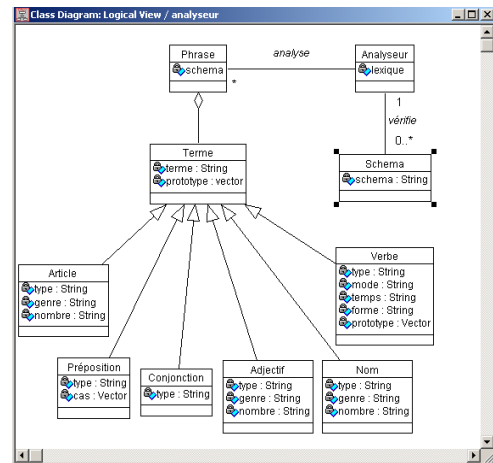 Class Diagram: Logical View / analyseur
Phrase
schema
*
analyse
Analyseur
lexique
1
vérifie
0..*
Terme
terme : String
prototype : vector
Schema
schema : String
Article
type : String
genre : String
nombre : String
Verbe
type : String
mode : String
temps : String
forme : String
prototype : Vector
Préposition
type : String
cas : Vector
Conjonction
type : String
Adjectif
type : String
genre : String
nombre : String
Nom
type : String
genre : String
nombre : String